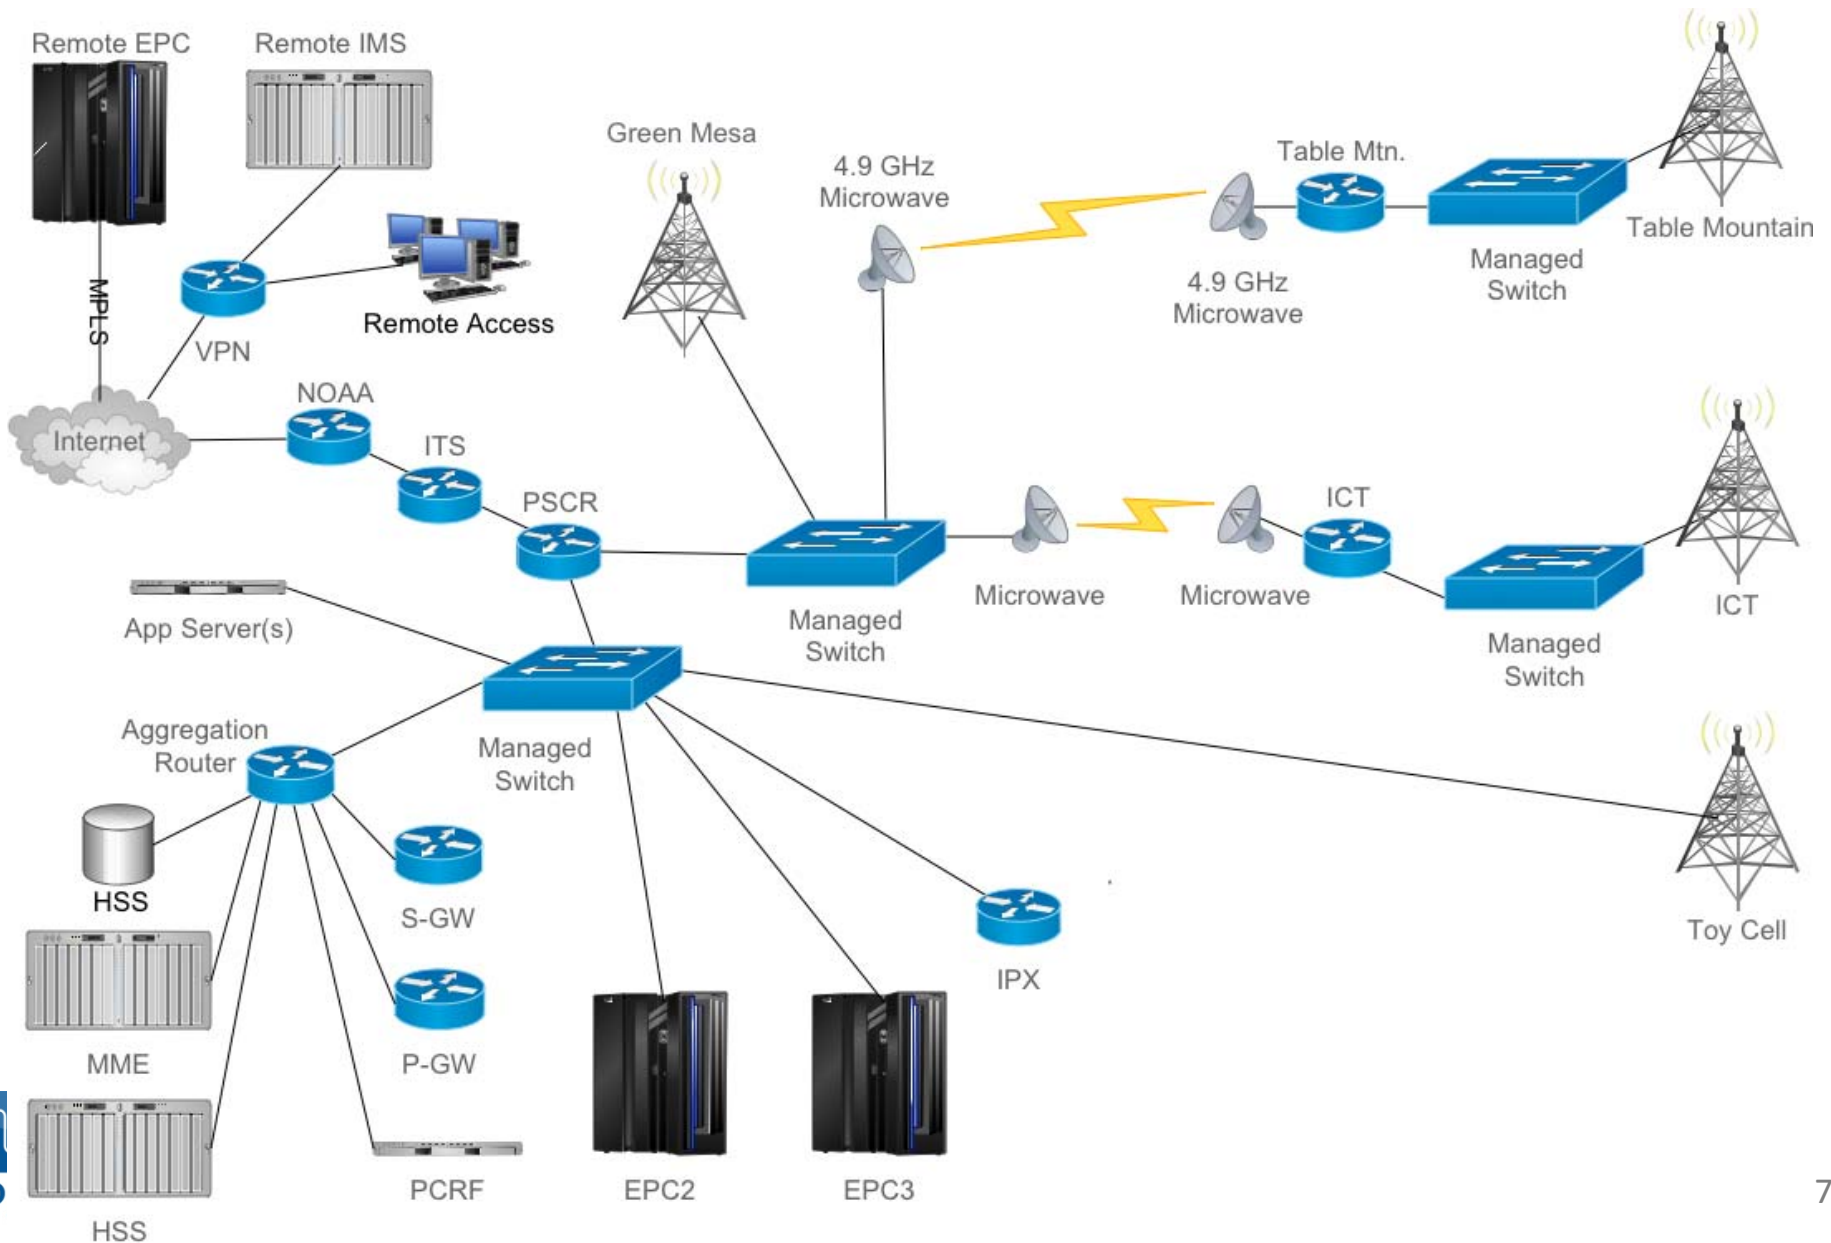 Remote EPC
Remote IMS
Green Mesa
4.9 GHz
Microwave
Table Mtn.
Table Mountain
Managed
Switch
4.9 GHz
Microwave
MPLS
VPN
Remote Access
Internet
NOAA
ITS
PSCR
ICT
Microwave
Microwave
ICT
Managed
Switch
Managed
Switch
App Server(s)
Aggregation
Router
Managed
Switch
HSS
S-GW
Toy Cell
IPX
MME
P-GW
PCRF
EPC2
EPC3
HSS
7